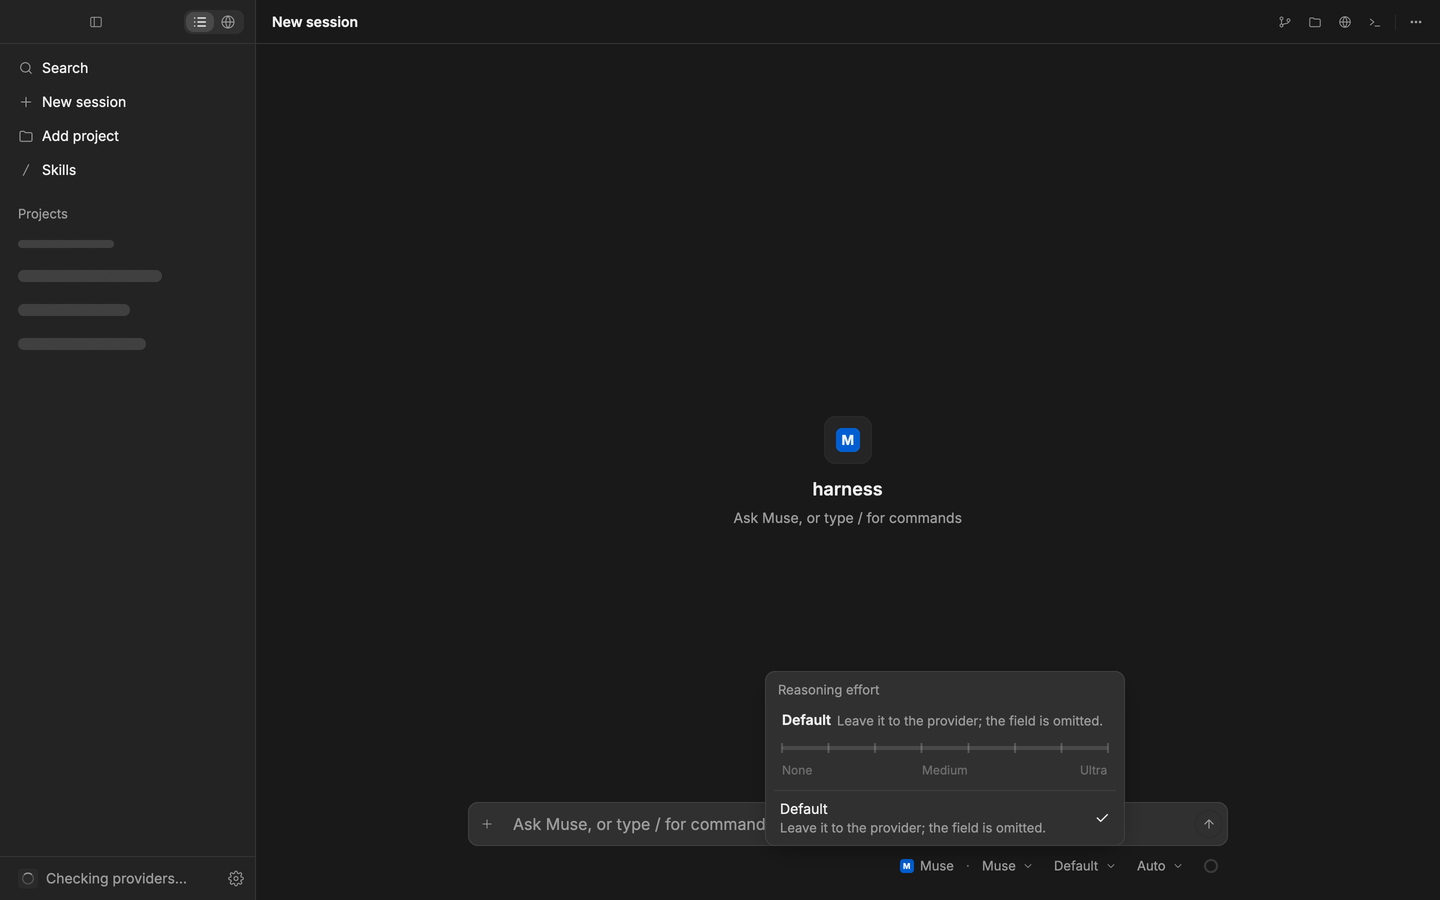 New session
Search
New session
Add project
Skills
Projects
M
harness
Ask Muse, or type / for commands
Reasoning effort
Default Leave it to the provider; the field is omitted.
None Medium Ultra
Default
Leave it to the provider; the field is omitted.
Ask Muse, or type / for command
M Muse · Muse Default Auto
Checking providers...